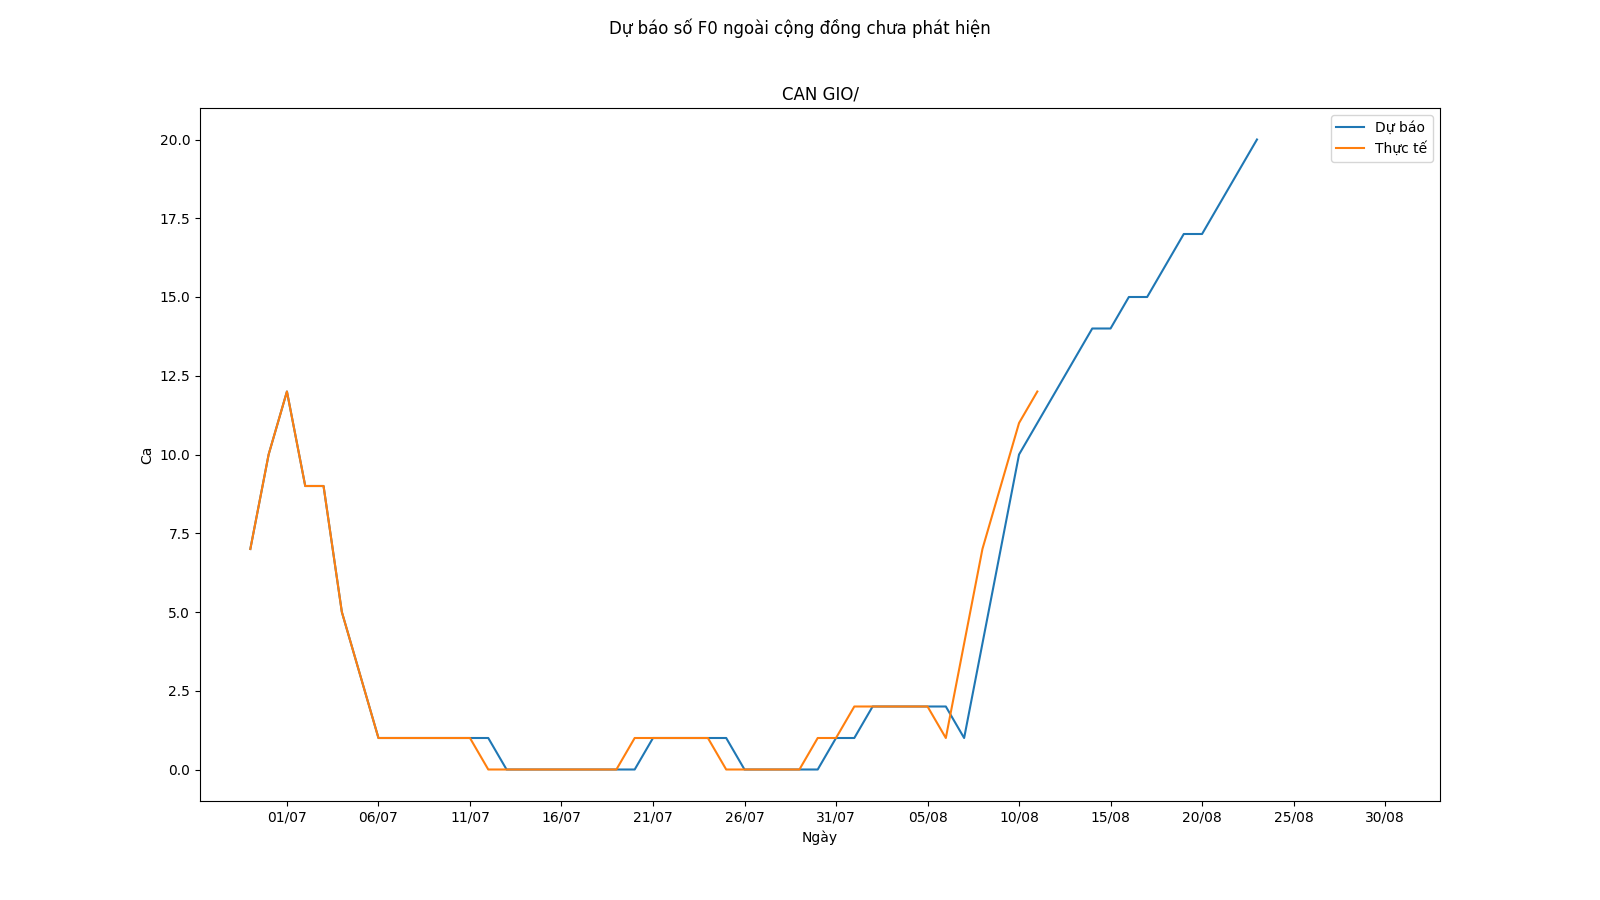 Dự báo số F0 ngoài cộng đồng chưa phát hiện
CAN GIO/
Dự báo
Thực tế
20.0
17.5
15.0
12.5
10.0
7.5
5.0
2.5
0.0
Ca
01/07 06/07 11/07 16/07 21/07 26/07 31/07 05/08 10/08 15/08 20/08 25/08 30/08
Ngày